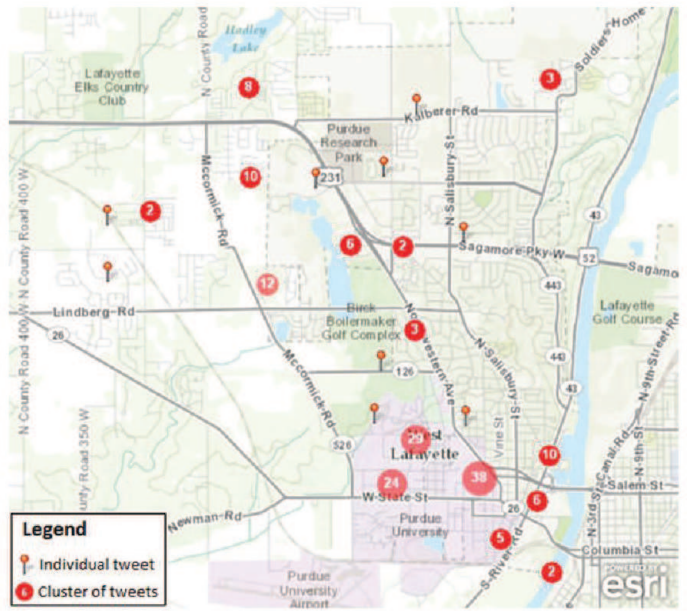 Hadley
Lake
Soldiers Home
N County Road
Lafayette
Elks Country
Club
8
3
Kalberer Rd
Purdue
Research
Park
N Salisbury St
McCormick Rd
10
231
2
43
6
2
Sagamore Pky W
52
Sagamo
N County Road 400 W
N County Road 400 W
12
443
Lindberg Rd
Birck
Boilermaker
Golf Complex
3
Lafayette
Golf Course
26
Northwestern Ave
N Salisbury St
443
43
McCormick Rd
126
N 9th Street Rd
County Road 350 W
526
29
West
Lafayette
Vine St
10
24
38
Canal Rd
N 9th St
Salem St
W State St
6
26
N 3rd St
Newman Rd
Purdue
University
5
S River Rd
Columbia St
2
Purdue
University
Airport
Legend
Individual tweet
6 Cluster of tweets
POWERED BY
esri